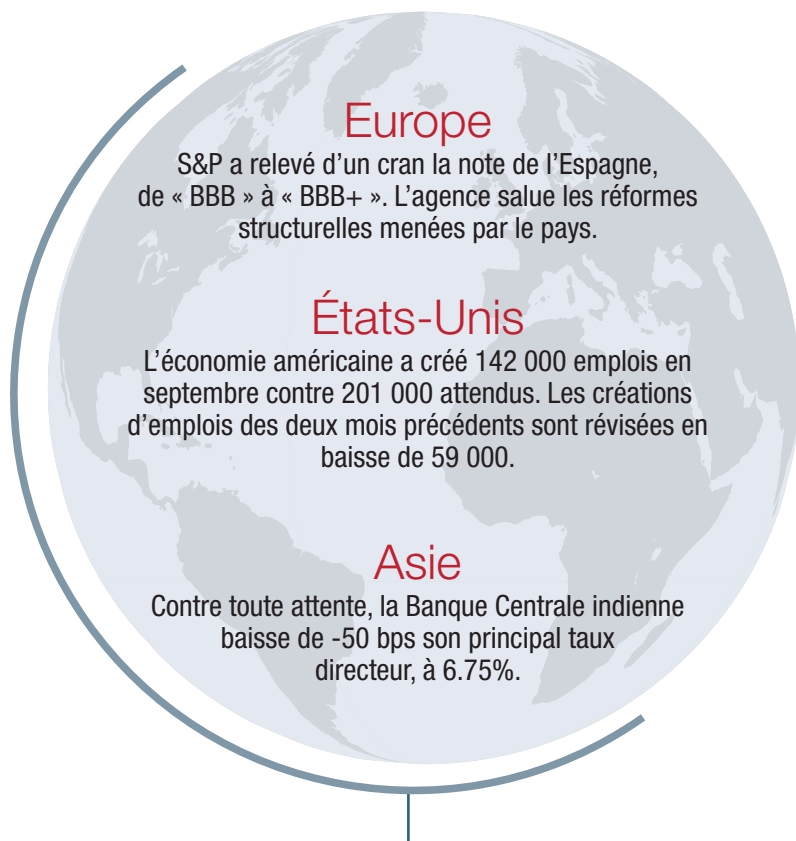 Europe
S&P a relevé d’un cran la note de l’Espagne,
de « BBB » à « BBB+ ». L’agence salue les réformes
structurelles menées par le pays.
États-Unis
L’économie américaine a créé 142 000 emplois en
septembre contre 201 000 attendus. Les créations
d’emplois des deux mois précédents sont révisées en
baisse de 59 000.
Asie
Contre toute attente, la Banque Centrale indienne
baisse de -50 bps son principal taux
directeur, à 6.75%.